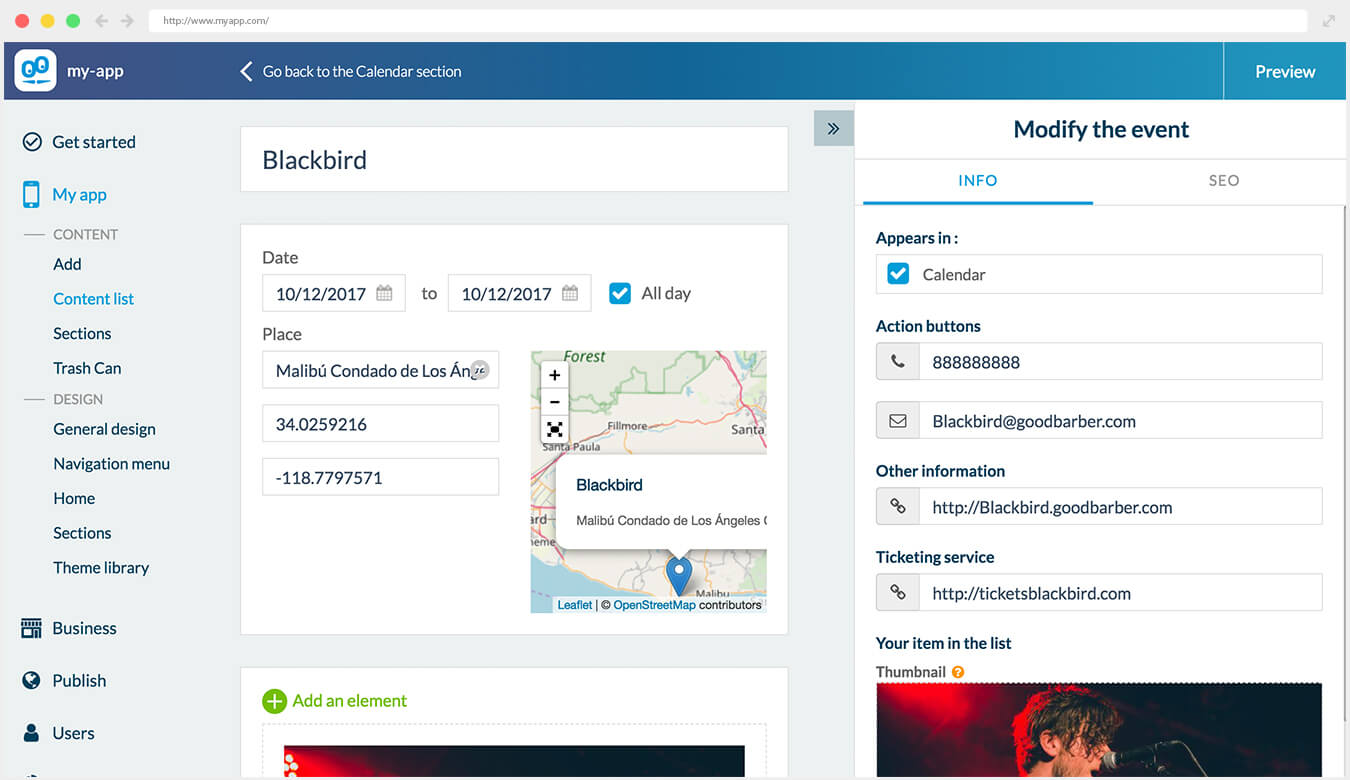 http://www.myapp.com/
my-app
Go back to the Calendar section
Preview
Get started
My app
CONTENT
Add
Content list
Sections
Trash Can
DESIGN
General design
Navigation menu
Home
Sections
Theme library
Business
Publish
Users
Blackbird
Date
10/12/2017 to 10/12/2017 All day
Place
Malibú Condado de Los Ánge
34.0259216
-118.7797571
Forest
+
−
Fillmore
Santa
Santa Paula
Blackbird
Malibú Condado de Los Ángeles C
ard
neme
Malibu
Leaflet | © OpenStreetMap contributors
Add an element
Modify the event
INFO
SEO
Appears in :
Calendar
Action buttons
888888888
Blackbird@goodbarber.com
Other information
http://Blackbird.goodbarber.com
Ticketing service
http://ticketsblackbird.com
Your item in the list
Thumbnail ?